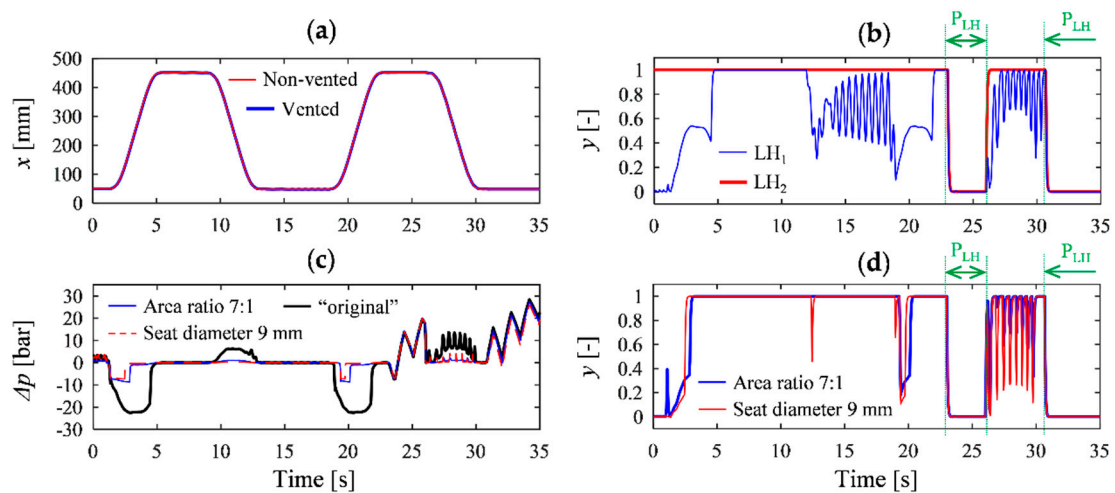 (a)
500
400
300
200
100
0
x [mm]
Non-vented
Vented
0 5 10 15 20 25 30 35
(b)
P_LH P_LH
1
0.8
0.6
0.4
0.2
0
y [-]
LH₁
LH₂
0 5 10 15 20 25 30 35
(c)
30
20
10
0
-10
-20
-30
Δp [bar]
Area ratio 7:1 "original"
Seat diameter 9 mm
0 5 10 15 20 25 30 35
Time [s]
(d)
P_LH P_LH
1
0.8
0.6
0.4
0.2
0
y [-]
Area ratio 7:1
Seat diameter 9 mm
0 5 10 15 20 25 30 35
Time [s]